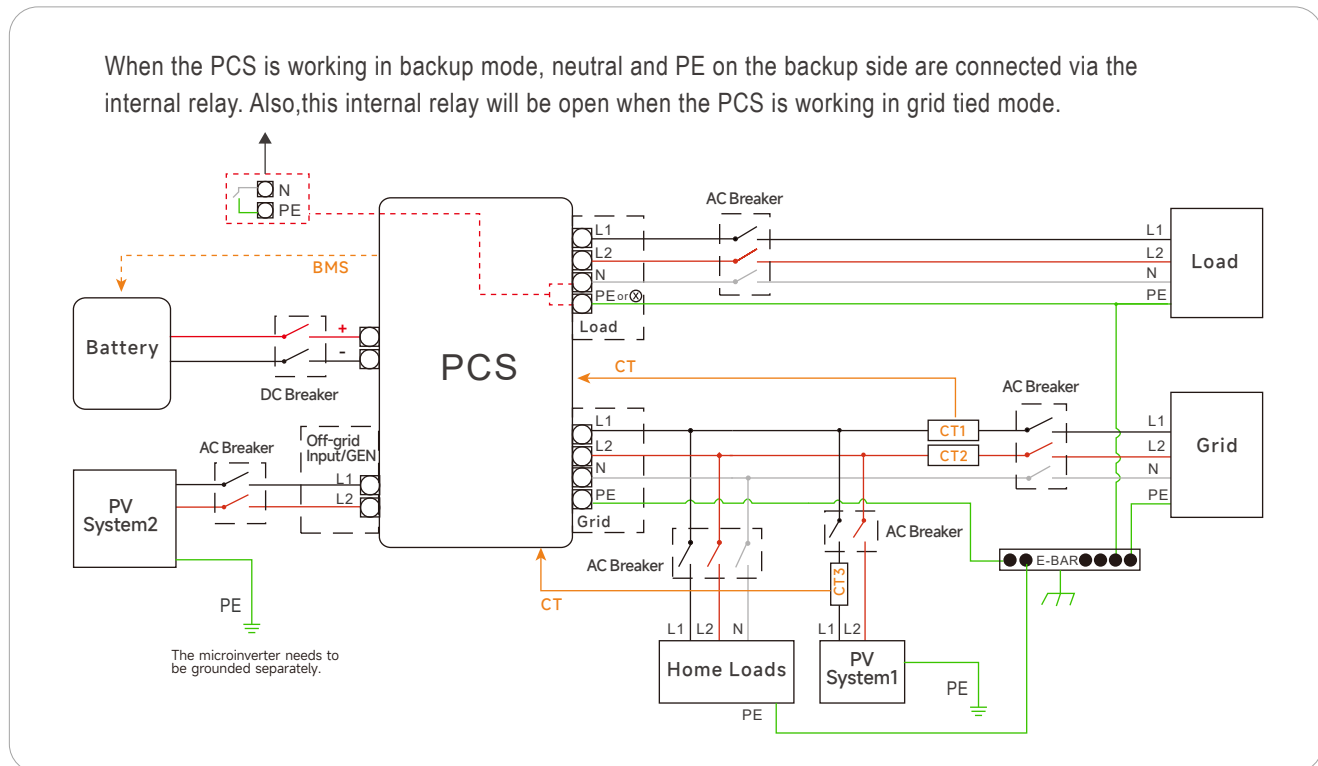 When the PCS is working in backup mode, neutral and PE on the backup side are connected via the
internal relay. Also,this internal relay will be open when the PCS is working in grid tied mode.
N
PE
AC Breaker
L1
L2
N
PE or ⊗
Load
L1
L2
N
PE
Load
BMS
Battery
+
-
DC Breaker
PCS
CT
AC Breaker
CT1
CT2
L1
L2
N
PE
Grid
L1
L2
N
PE
Grid
AC Breaker
Off-grid
Input/GEN
L1
L2
PV
System2
PE
The microinverter needs to
be grounded separately.
AC Breaker
AC Breaker
CT3
CT
E-BAR
L1 L2 N
Home Loads
PE
L1 L2
PV
System1
PE